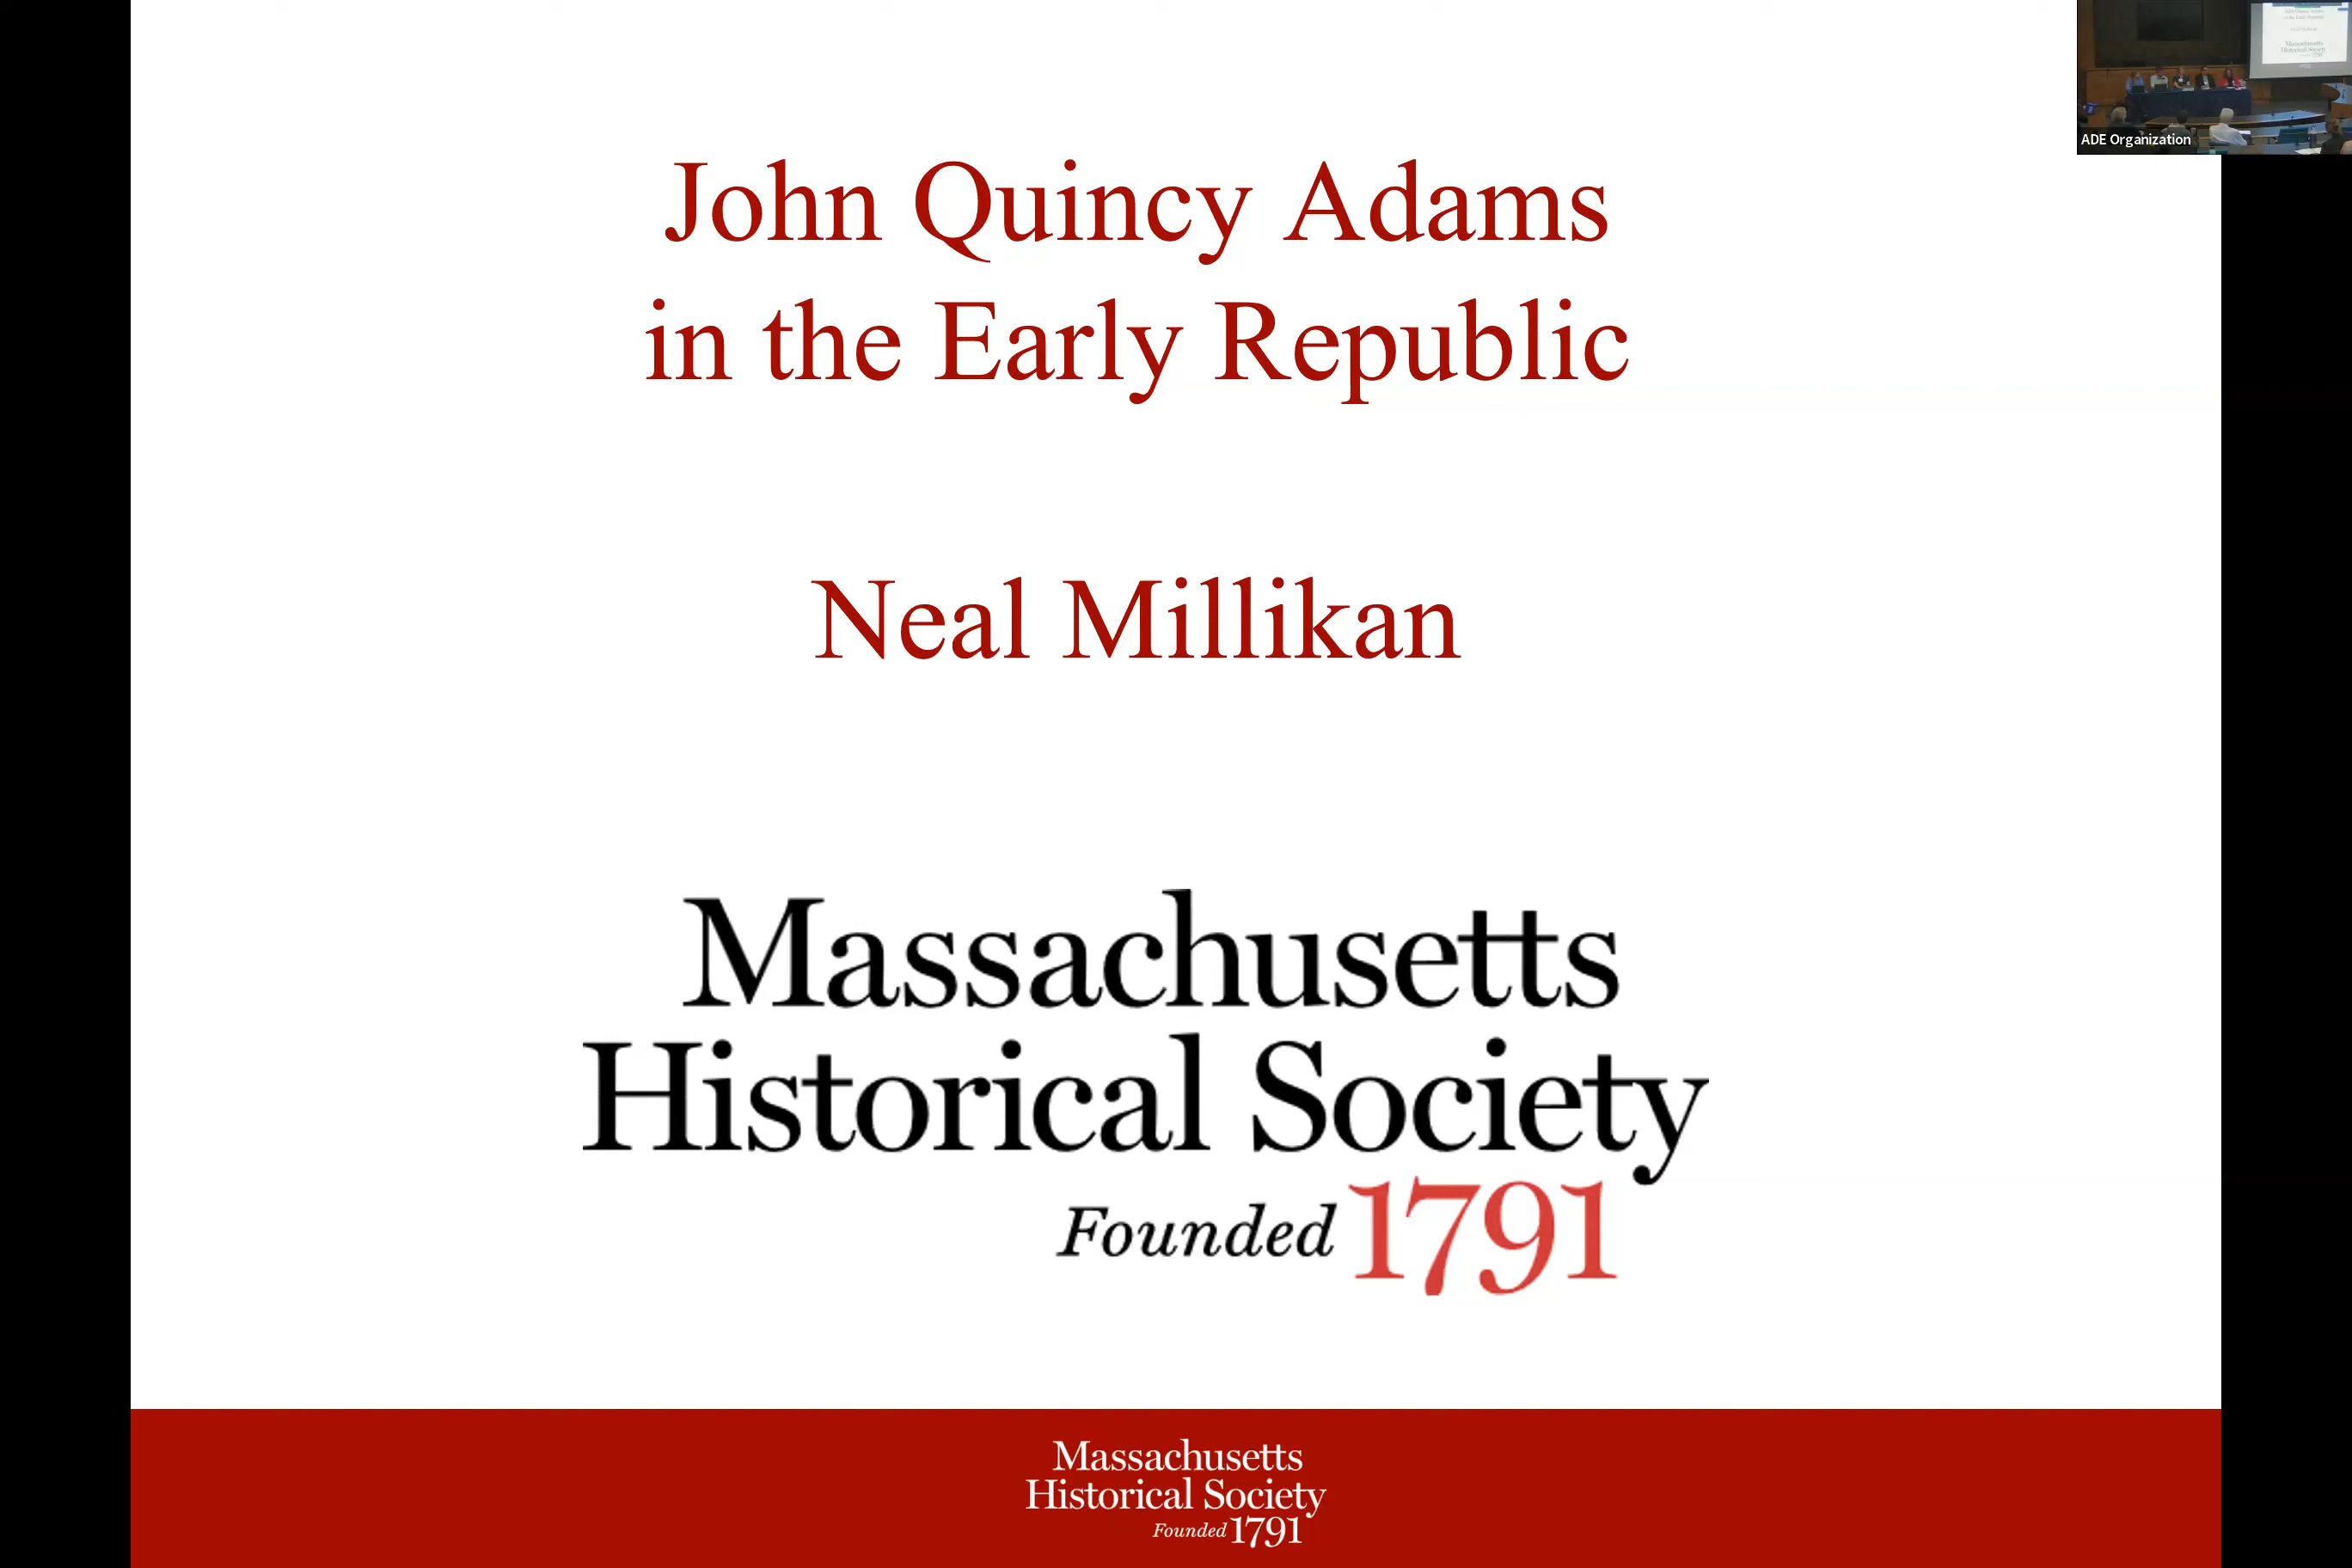 John Quincy Adams
in the Early Republic
Neal Millikan
Massachusetts
Historical Society
Founded 1791
Massachusetts
Historical Society
Founded 1791
ADE Organization